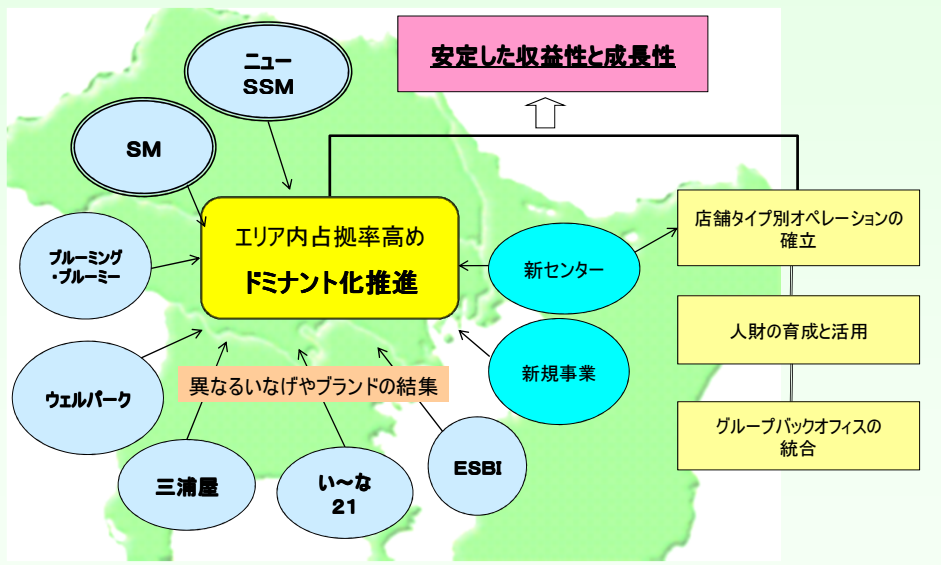 安定した収益性と成長性
ニュー
SSM
SM
ブルーミング
・ブルーミー
ウェルパーク
三浦屋
い～な
21
ESBI
エリア内占拠率高め
ドミナント化推進
異なるいなげやブランドの結集
新センター
新規事業
店舗タイプ別オペレーションの
確立
人財の育成と活用
グループバックオフィスの
統合